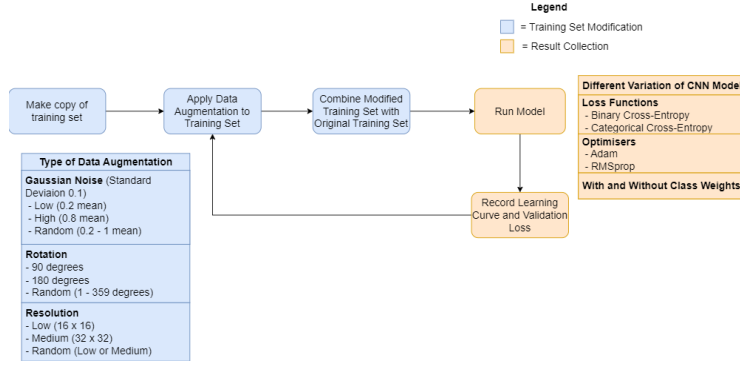 Legend
= Training Set Modification
= Result Collection
Make copy of
training set
Apply Data
Augmentation to
Training Set
Combine Modified
Training Set with
Original Training Set
Run Model
Different Variation of CNN Model
Loss Functions
- Binary Cross-Entropy
- Categorical Cross-Entropy
Optimisers
- Adam
- RMSprop
With and Without Class Weights
Record Learning
Curve and Validation
Loss
Type of Data Augmentation
Gaussian Noise (Standard
Deviaion 0.1)
- Low (0.2 mean)
- High (0.8 mean)
- Random (0.2 - 1 mean)
Rotation
- 90 degrees
- 180 degrees
- Random (1 - 359 degrees)
Resolution
- Low (16 x 16)
- Medium (32 x 32)
- Random (Low or Medium)